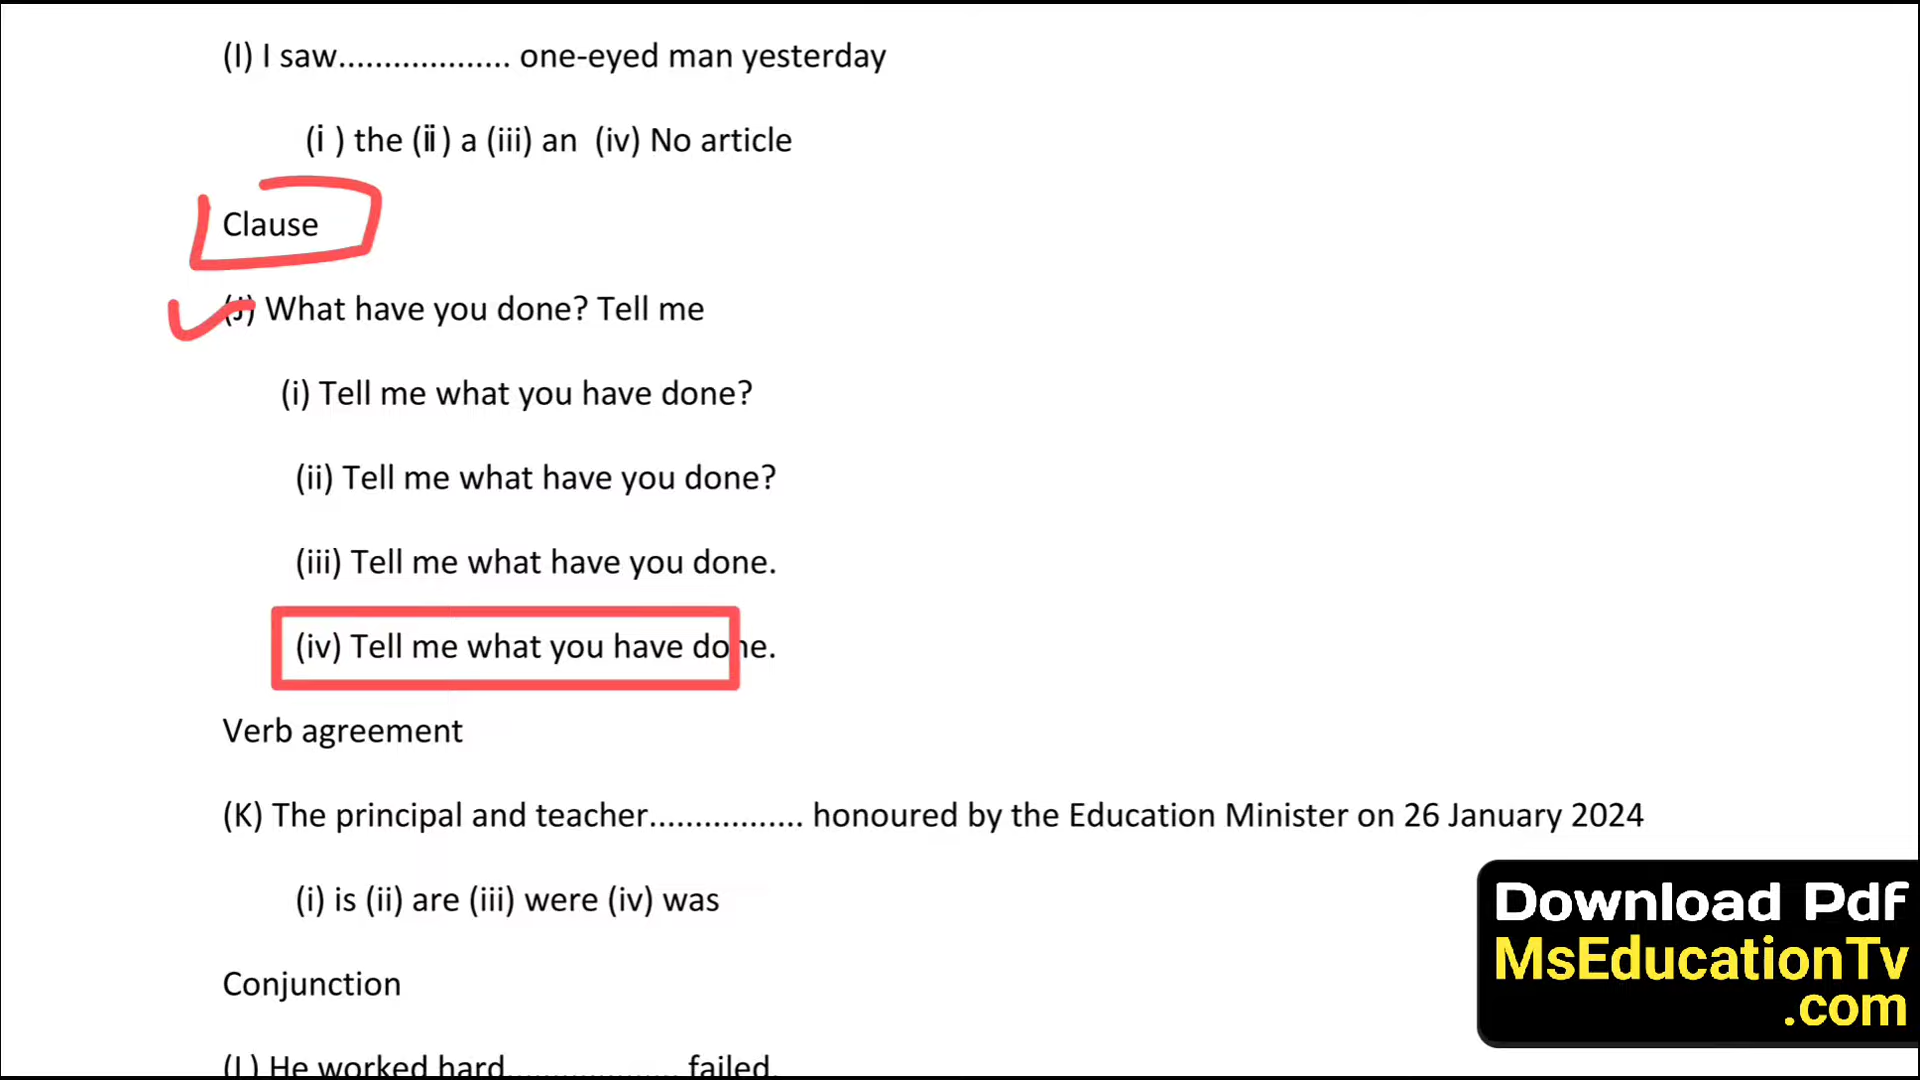 (I) I saw................... one-eyed man yesterday
(i ) the (ii) a (iii) an (iv) No article
Clause
(J) What have you done? Tell me
(i) Tell me what you have done?
(ii) Tell me what have you done?
(iii) Tell me what have you done.
(iv) Tell me what you have done.
Verb agreement
(K) The principal and teacher................. honoured by the Education Minister on 26 January 2024
(i) is (ii) are (iii) were (iv) was
Conjunction
(L) He worked hard................... failed.
Download Pdf
MsEducationTv
.com